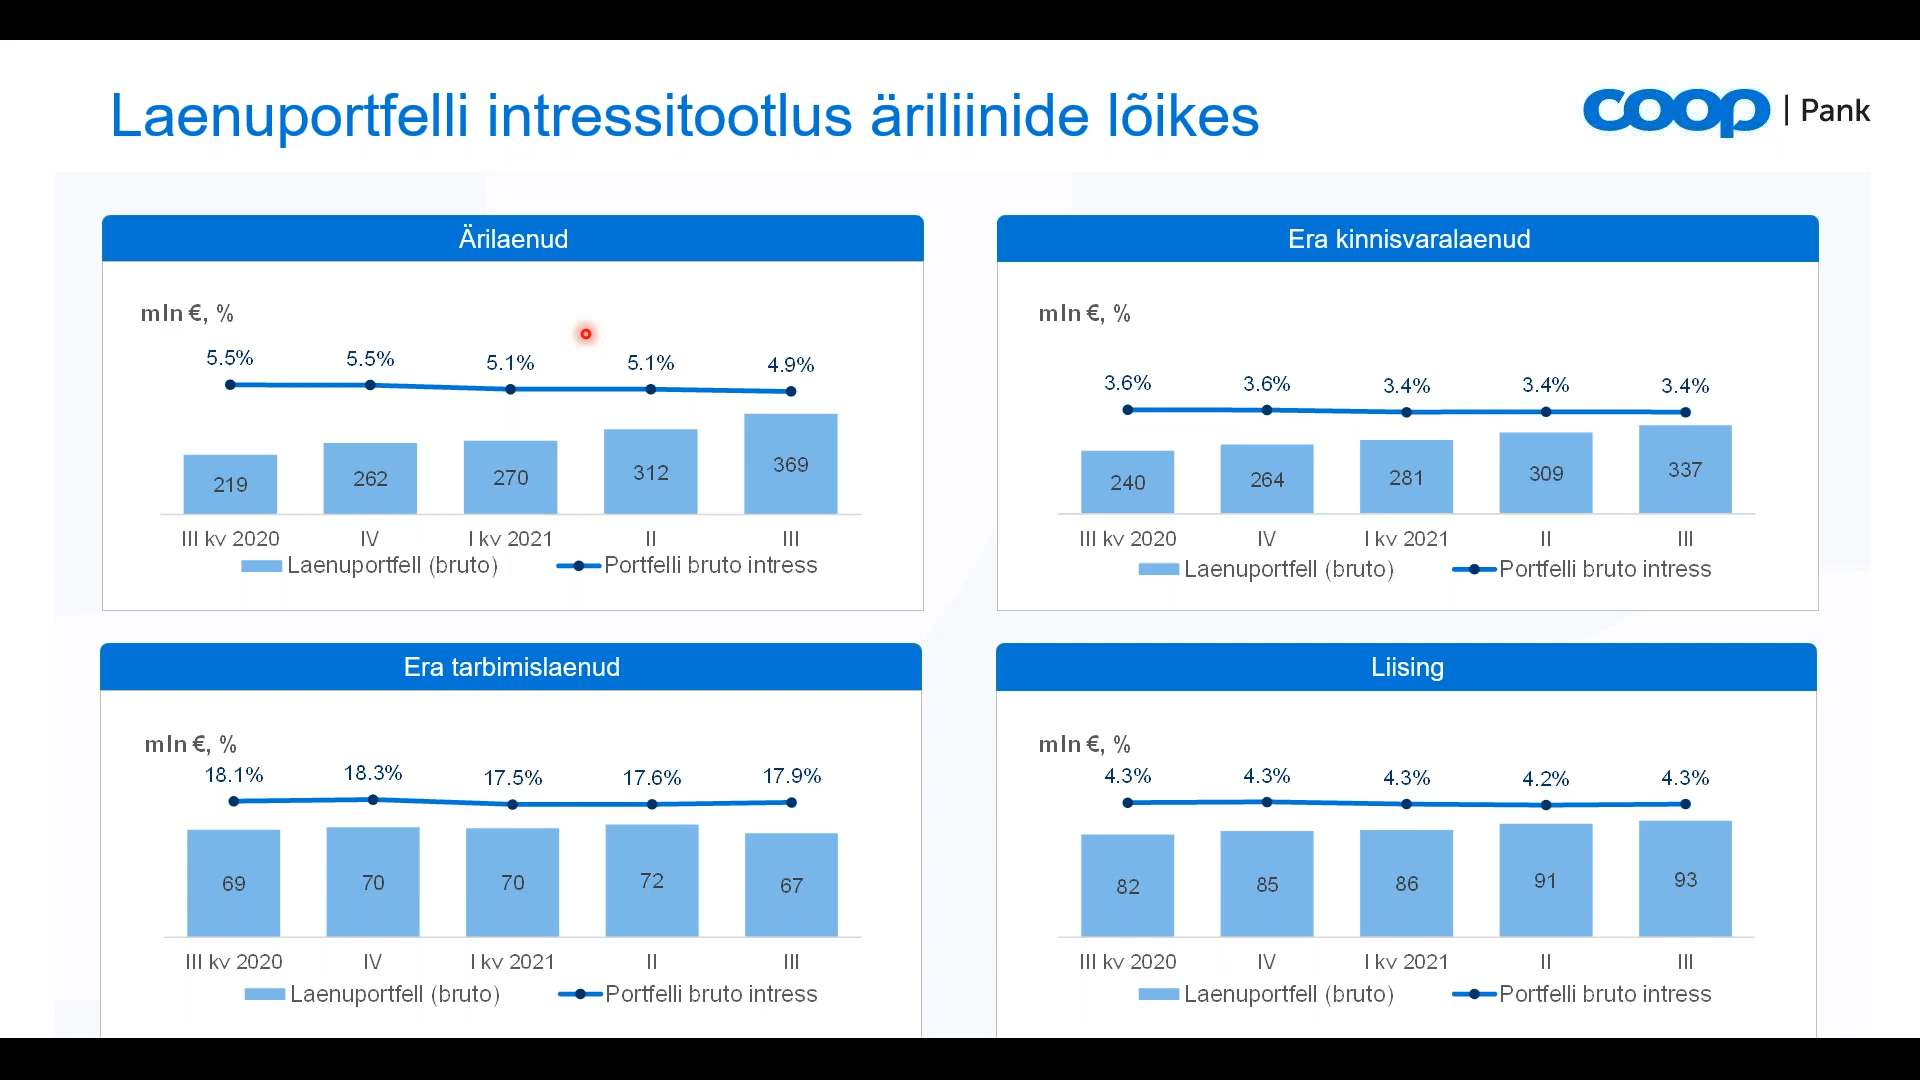 Laenuportfelli intressitootlus äriliinide lõikes
coop | Pank
Ärilaenud
mln €, %
5.5% 5.5% 5.1% 5.1% 4.9%
219 262 270 312 369
III kv 2020 IV I kv 2021 II III
Laenuportfell (bruto) Portfelli bruto intress
Era kinnisvaralaenud
mln €, %
3.6% 3.6% 3.4% 3.4% 3.4%
240 264 281 309 337
III kv 2020 IV I kv 2021 II III
Laenuportfell (bruto) Portfelli bruto intress
Era tarbimislaenud
mln €, %
18.1% 18.3% 17.5% 17.6% 17.9%
69 70 70 72 67
III kv 2020 IV I kv 2021 II III
Laenuportfell (bruto) Portfelli bruto intress
Liising
mln €, %
4.3% 4.3% 4.3% 4.2% 4.3%
82 85 86 91 93
III kv 2020 IV I kv 2021 II III
Laenuportfell (bruto) Portfelli bruto intress